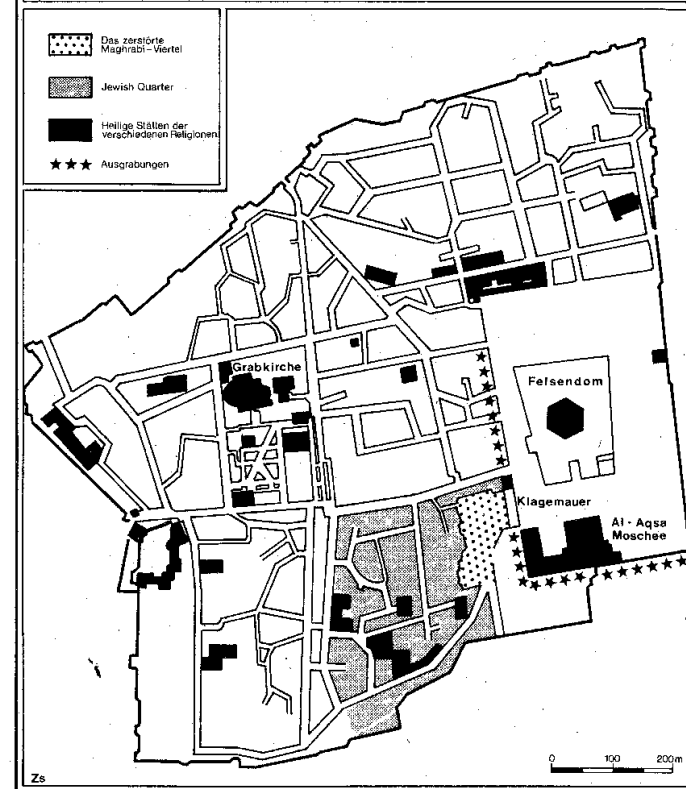 Das zerstörte
Maghrabi-Viertel
Jewish Quarter
Heilige Stätten der
verschiedenen Religionen
Ausgrabungen
Grabkirche
Felsendom
Klagemauer
Al-Aqsa
Moschee
0 100 200m
Zs